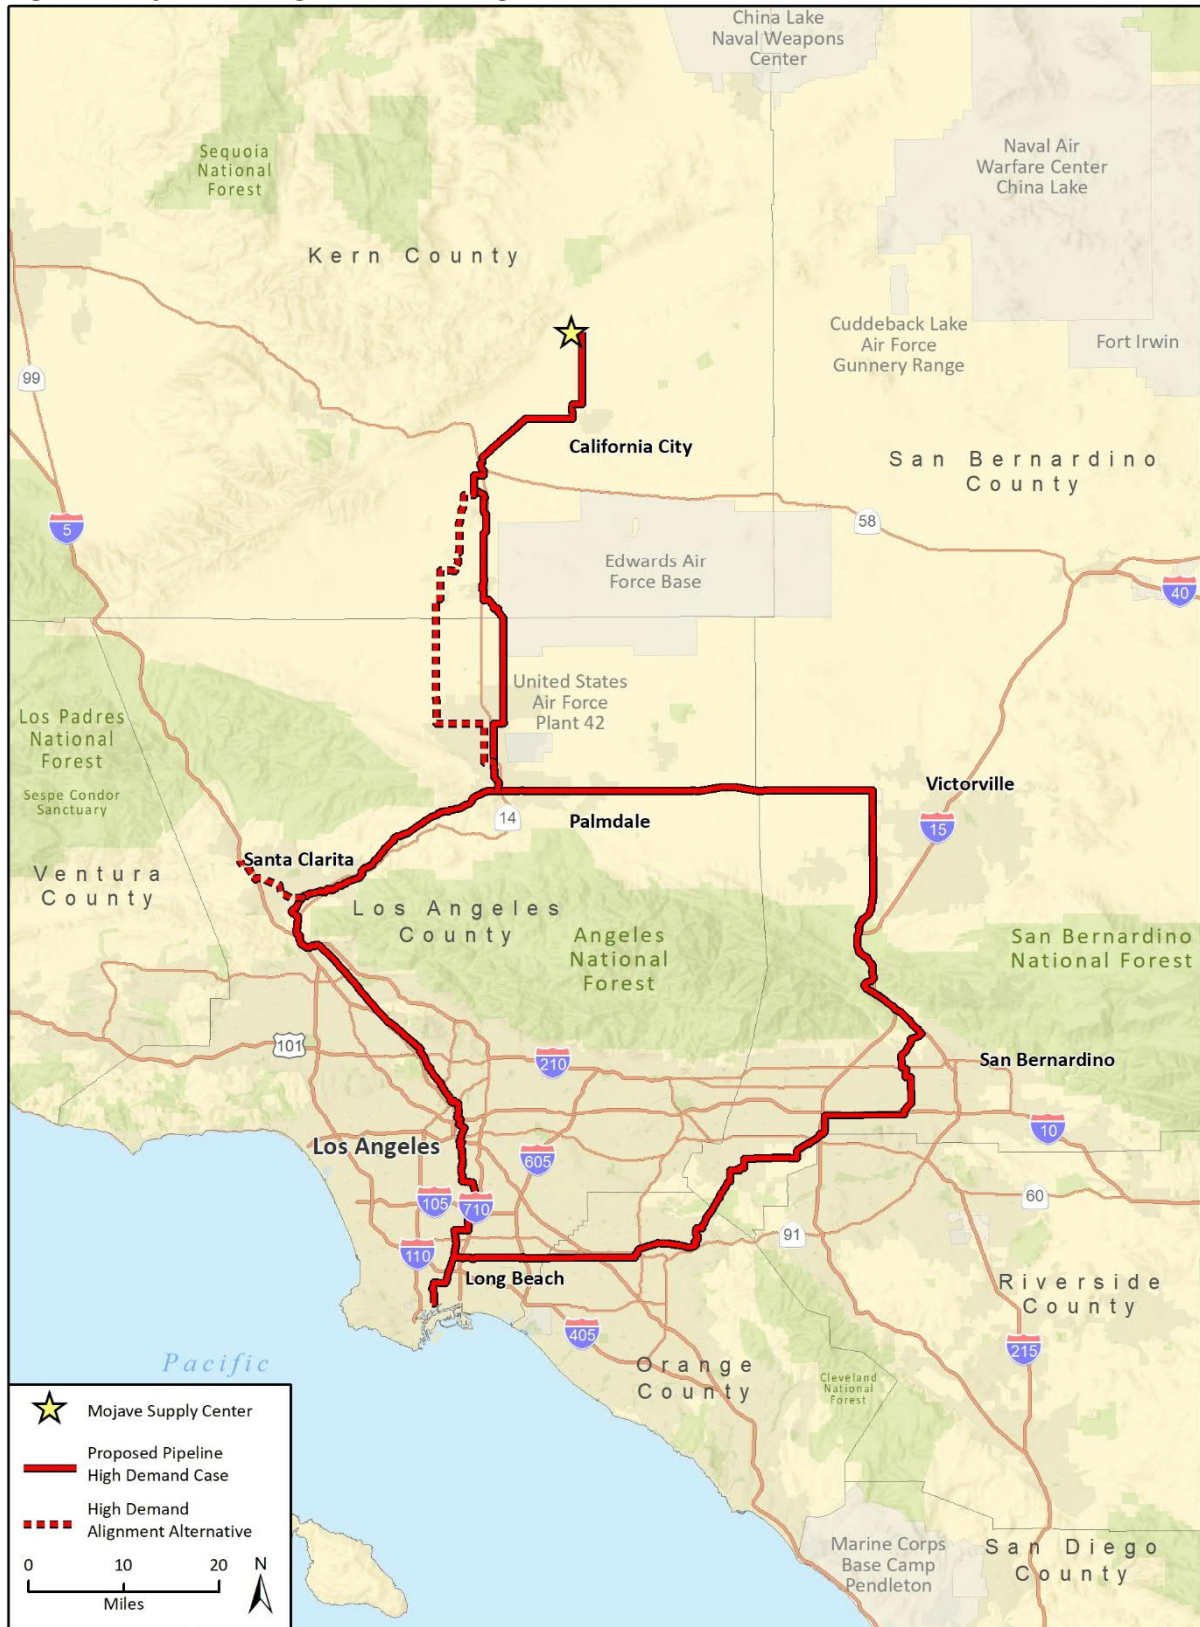 China Lake
Naval Weapons
Center
Sequoia
National
Forest
Naval Air
Warfare Center
China Lake
Kern County
Cuddeback Lake
Air Force
Gunnery Range
Fort Irwin
99
California City
San Bernardino
County
5
58
Edwards Air
Force Base
40
United States
Air Force
Plant 42
Los Padres
National
Forest
Sespe Condor
Sanctuary
Victorville
14
Palmdale
15
Santa Clarita
Ventura
County
Los Angeles
County
Angeles
National
Forest
San Bernardino
National Forest
101
210
San Bernardino
10
Los Angeles
605
105
710
60
91
110
Long Beach
Riverside
County
405
215
Pacific
Orange
County
Cleveland
National
Forest
Mojave Supply Center
Proposed Pipeline
High Demand Case
High Demand
Alignment Alternative
0 10 20
Miles
N
Marine Corps
Base Camp
Pendleton
San Diego
County